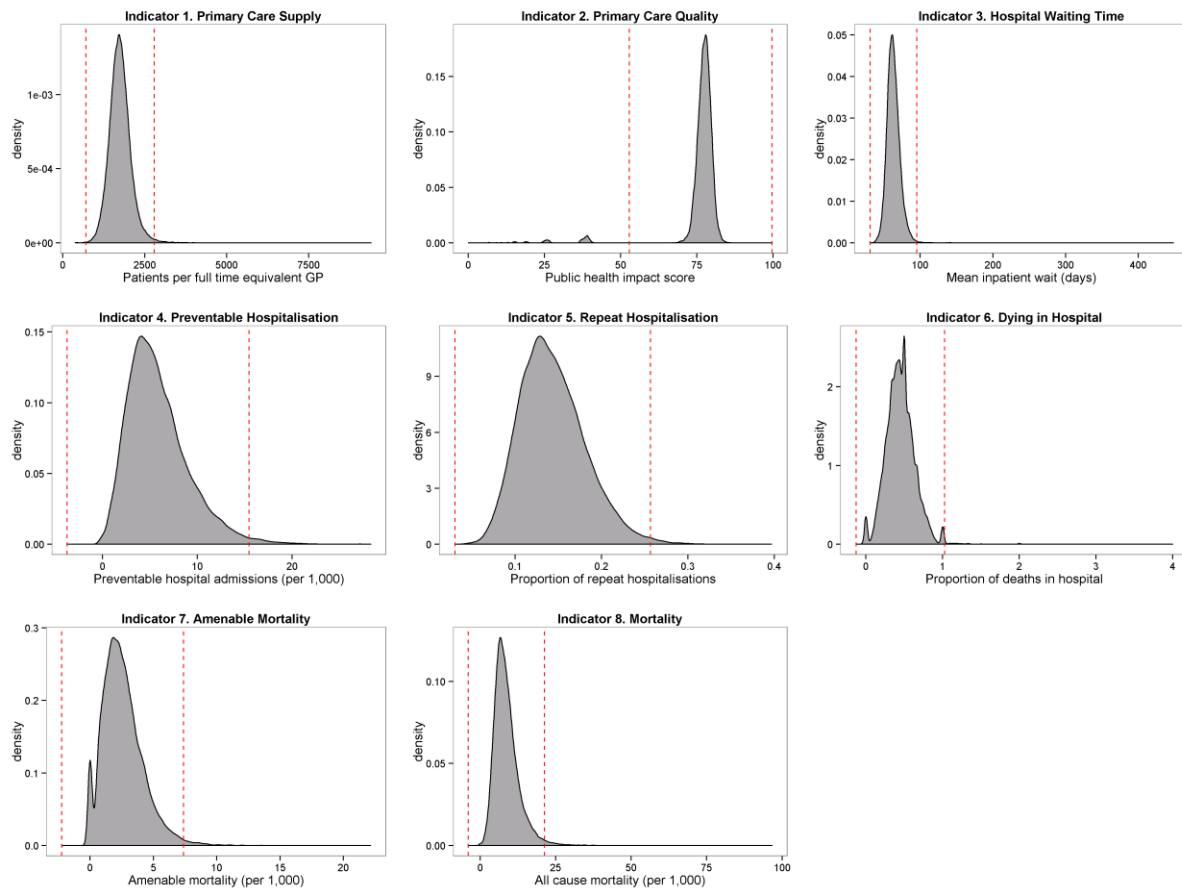 Indicator 1. Primary Care Supply
1e-03
5e-04
0e+00
density
0
2500
5000
7500
Patients per full time equivalent GP
Indicator 2. Primary Care Quality
0.15
0.10
0.05
0.00
density
0
25
50
75
100
Public health impact score
Indicator 3. Hospital Waiting Time
0.05
0.04
0.03
0.02
0.01
0.00
density
100
200
300
400
Mean inpatient wait (days)
Indicator 4. Preventable Hospitalisation
0.15
0.10
0.05
0.00
density
0
10
20
Preventable hospital admissions (per 1,000)
Indicator 5. Repeat Hospitalisation
9
6
3
0
density
0.1
0.2
0.3
0.4
Proportion of repeat hospitalisations
Indicator 6. Dying in Hospital
2
1
0
density
0
1
2
3
4
Proportion of deaths in hospital
Indicator 7. Amenable Mortality
0.3
0.2
0.1
0.0
density
0
5
10
15
20
Amenable mortality (per 1,000)
Indicator 8. Mortality
0.10
0.05
0.00
density
0
25
50
75
100
All cause mortality (per 1,000)